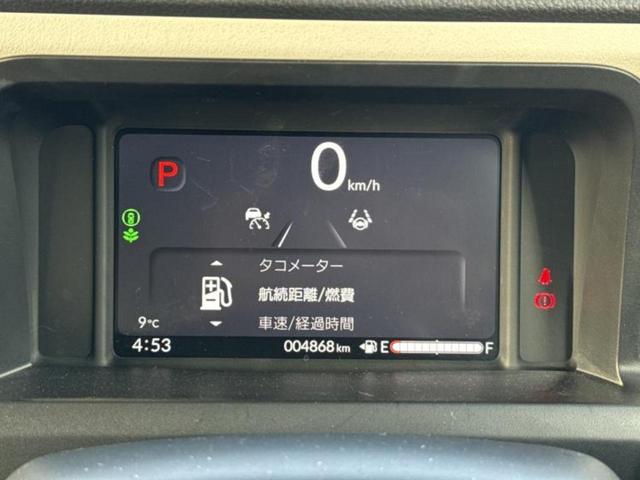 0 km/h
P
タコメーター
航続距離/燃費
車速/経過時間
9°C
4:53
004868 km
E F